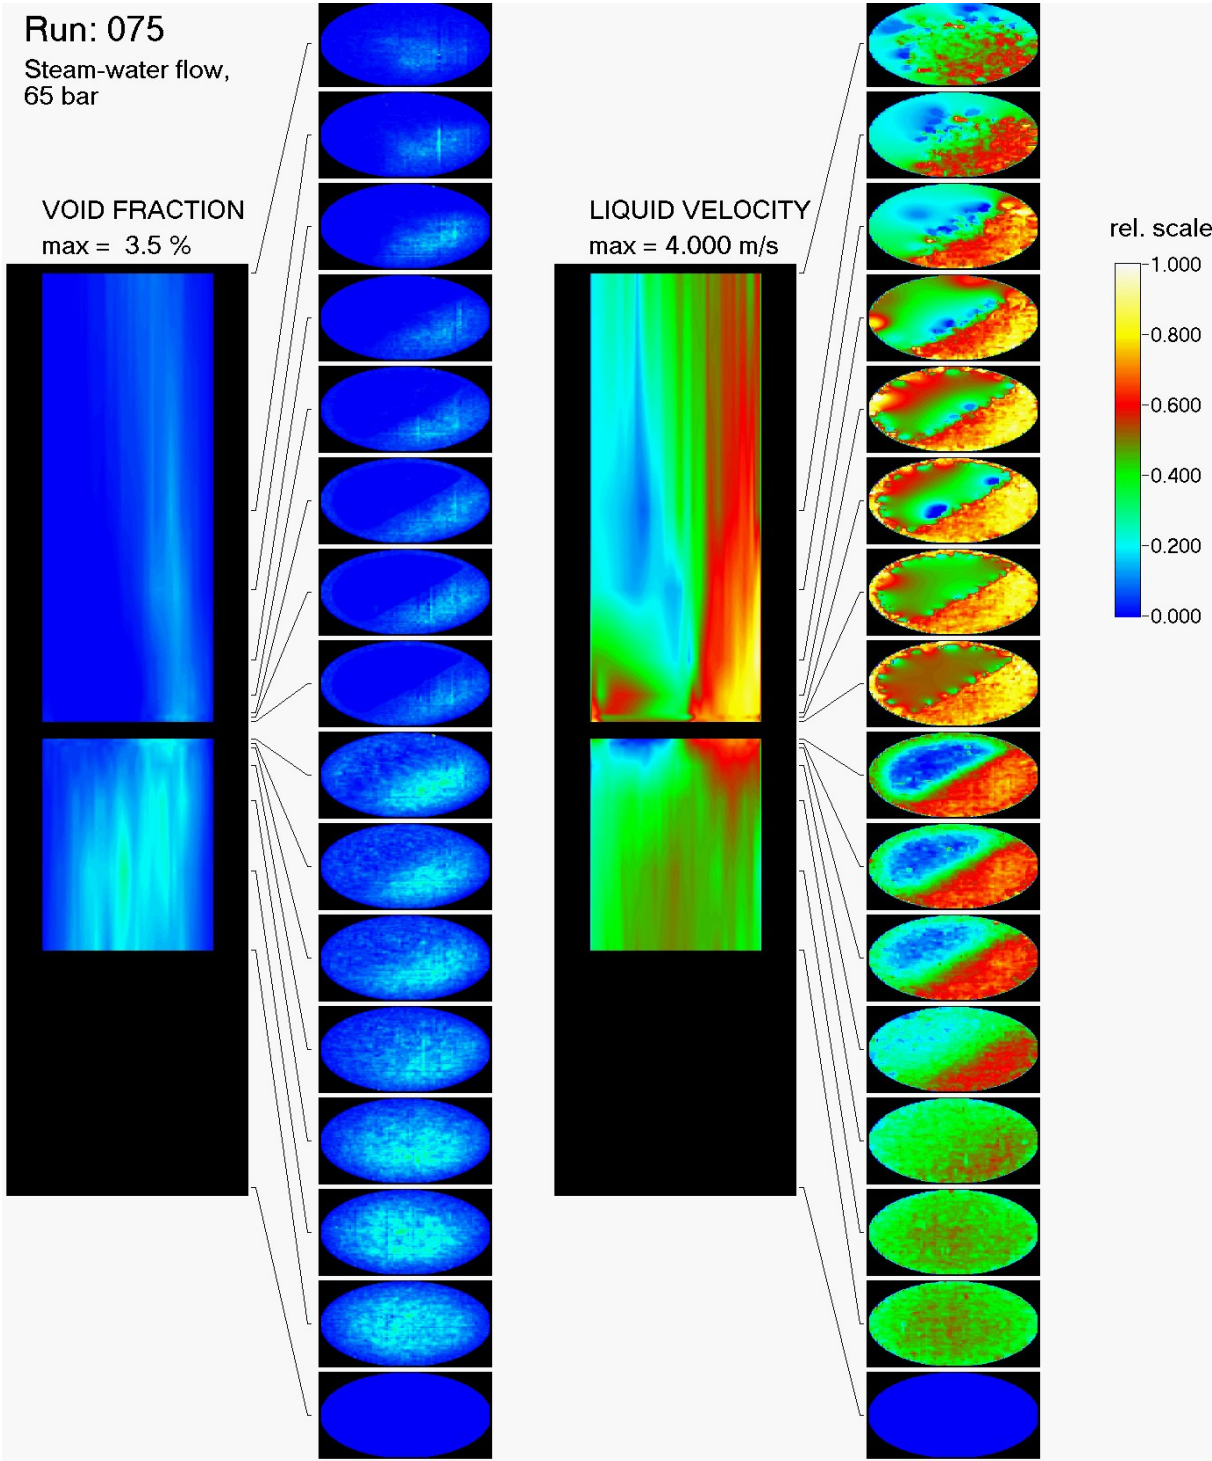 Run: 075
Steam-water flow,
65 bar
VOID FRACTION
max = 3.5 %
LIQUID VELOCITY
max = 4.000 m/s
rel. scale
1.000
0.800
0.600
0.400
0.200
0.000